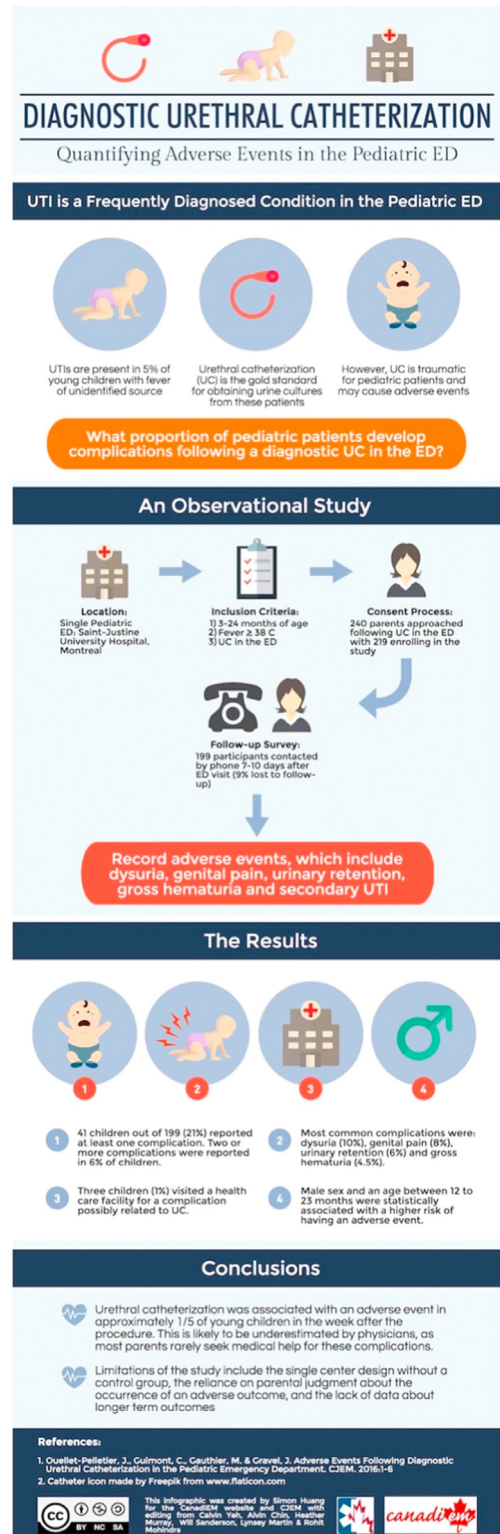 DIAGNOSTIC URETHRAL CATHETERIZATION
Quantifying Adverse Events in the Pediatric ED
UTI is a Frequently Diagnosed Condition in the Pediatric ED
UTIs are present in 5% of
young children with fever
of unidentified source
Urethral catheterization
(UC) is the gold standard
for obtaining urine cultures
from these patients
However, UC is traumatic
for pediatric patients and
may cause adverse events
What proportion of pediatric patients develop
complications following a diagnostic UC in the ED?
An Observational Study
Location:
Single Pediatric
ED: Saint-Justine
University Hospital,
Montreal
Inclusion Criteria:
1) 3-24 months of age
2) Fever ≥ 38 C
3) UC in the ED
Consent Process:
240 parents approached
following UC in the ED
with 219 enrolling in the
study
Follow-up Survey:
199 participants contacted
by phone 7-10 days after
ED visit (9% lost to follow-
up)
Record adverse events, which include
dysuria, genital pain, urinary retention,
gross hematuria and secondary UTI
The Results
1
2
3
4
1
41 children out of 199 (21%) reported
at least one complication. Two or
more complications were reported
in 6% of children.
2
Most common complications were:
dysuria (10%), genital pain (8%),
urinary retention (6%) and gross
hematuria (4.5%).
3
Three children (1%) visited a health
care facility for a complication
possibly related to UC.
4
Male sex and an age between 12 to
23 months were statistically
associated with a higher risk of
having an adverse event.
Conclusions
Urethral catheterization was associated with an adverse event in
approximately 1/5 of young children in the week after the
procedure. This is likely to be underestimated by physicians, as
most parents rarely seek medical help for these complications.
Limitations of the study include the single center design without a
control group, the reliance on parental judgment about the
occurrence of an adverse outcome, and the lack of data about
longer term outcomes
References:
1. Ouellet-Pelletier, J., Guimont, C., Gauthier, M. & Gravel, J. Adverse Events Following Diagnostic
Urethral Catheterization in the Pediatric Emergency Department. CJEM. 2016:1-6
2. Catheter icon made by Freepik from www.flaticon.com
CC
BY NC SA
This infographic was created by Simon Huang
for the CanadiEM website and CJEM with
editing from Calvin Yeh, Alvin Chin, Heather
Murray, Will Sanderson, Lynsey Martin & Rohit
Mohindra
canadiem